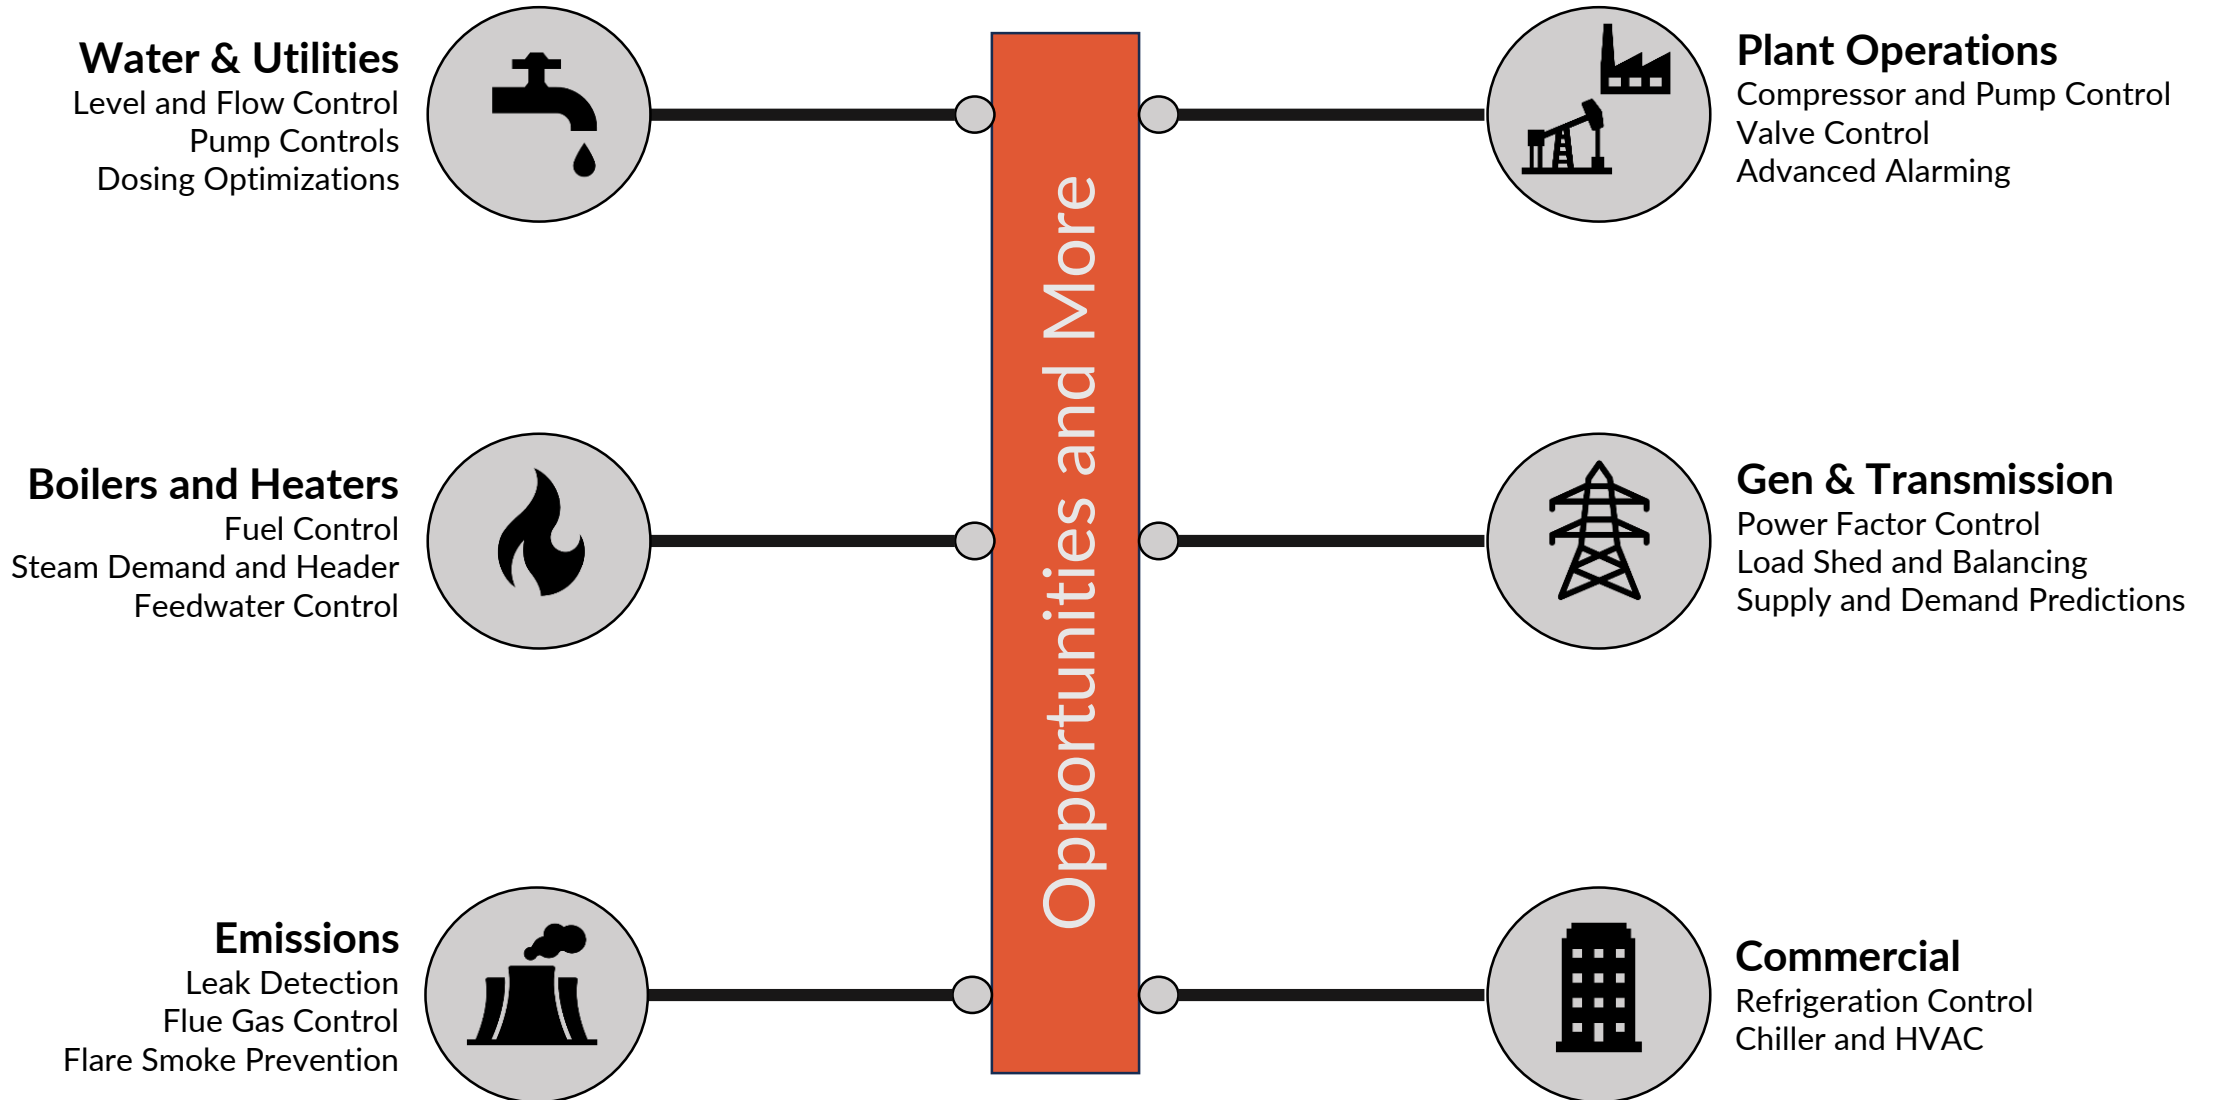 Water & Utilities
Level and Flow Control
Pump Controls
Dosing Optimizations
Boilers and Heaters
Fuel Control
Steam Demand and Header
Feedwater Control
Emissions
Leak Detection
Flue Gas Control
Flare Smoke Prevention
Opportunities and More
Plant Operations
Compressor and Pump Control
Valve Control
Advanced Alarming
Gen & Transmission
Power Factor Control
Load Shed and Balancing
Supply and Demand Predictions
Commercial
Refrigeration Control
Chiller and HVAC